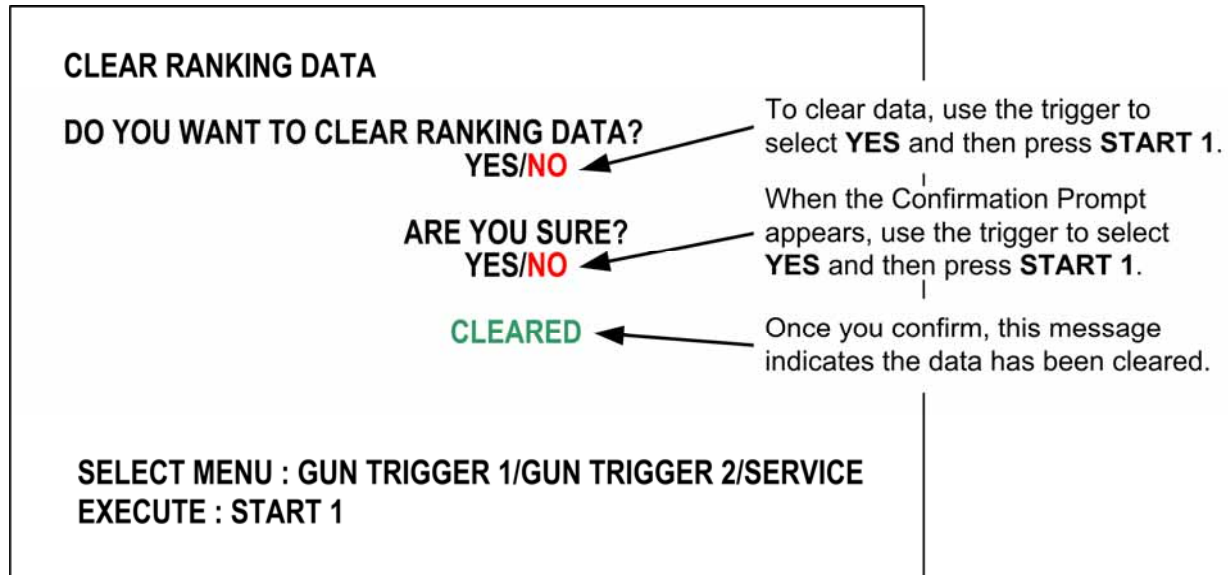 CLEAR RANKING DATA
DO YOU WANT TO CLEAR RANKING DATA?
YES/NO
ARE YOU SURE?
YES/NO
CLEARED
SELECT MENU : GUN TRIGGER 1/GUN TRIGGER 2/SERVICE
EXECUTE : START 1
To clear data, use the trigger to
select YES and then press START 1.
When the Confirmation Prompt
appears, use the trigger to select
YES and then press START 1.
Once you confirm, this message
indicates the data has been cleared.